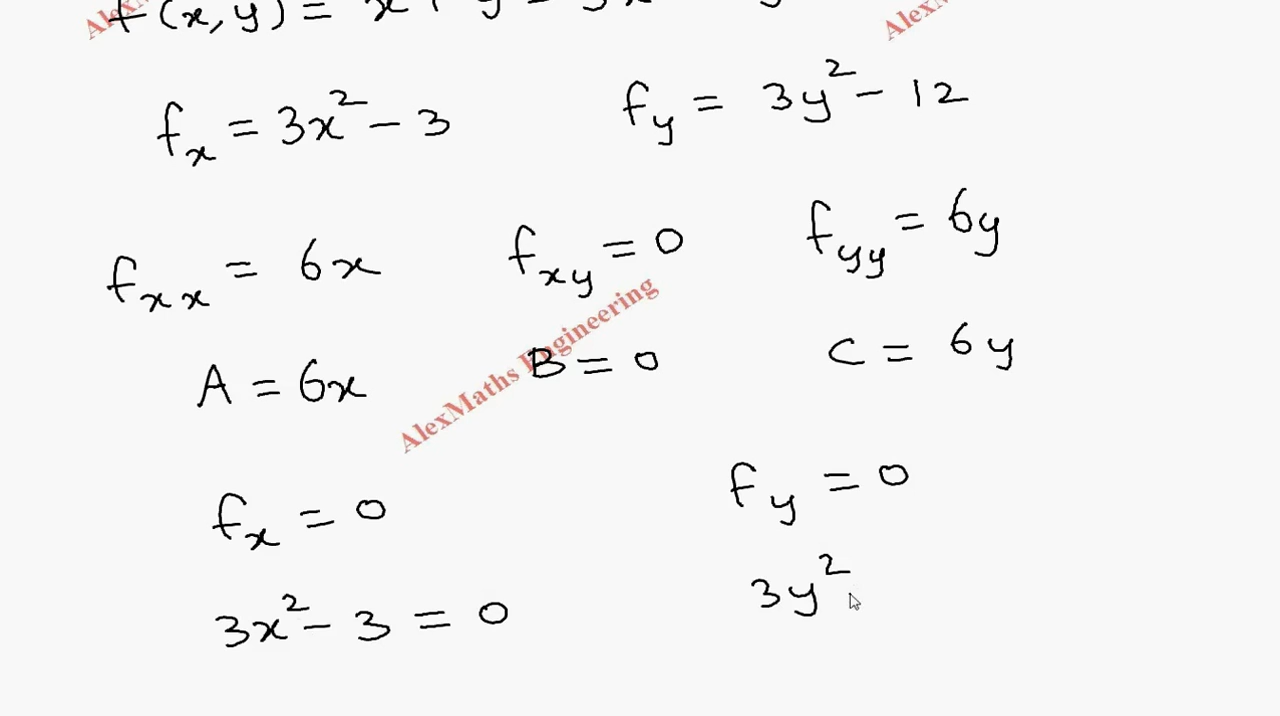 f(x, y) =
f_x = 3x² − 3 f_y = 3y² − 12
f_xx = 6x f_xy = 0 f_yy = 6y
A = 6x B = 0 C = 6y
AlexMaths Engineering
f_x = 0 f_y = 0
3x² − 3 = 0 3y²